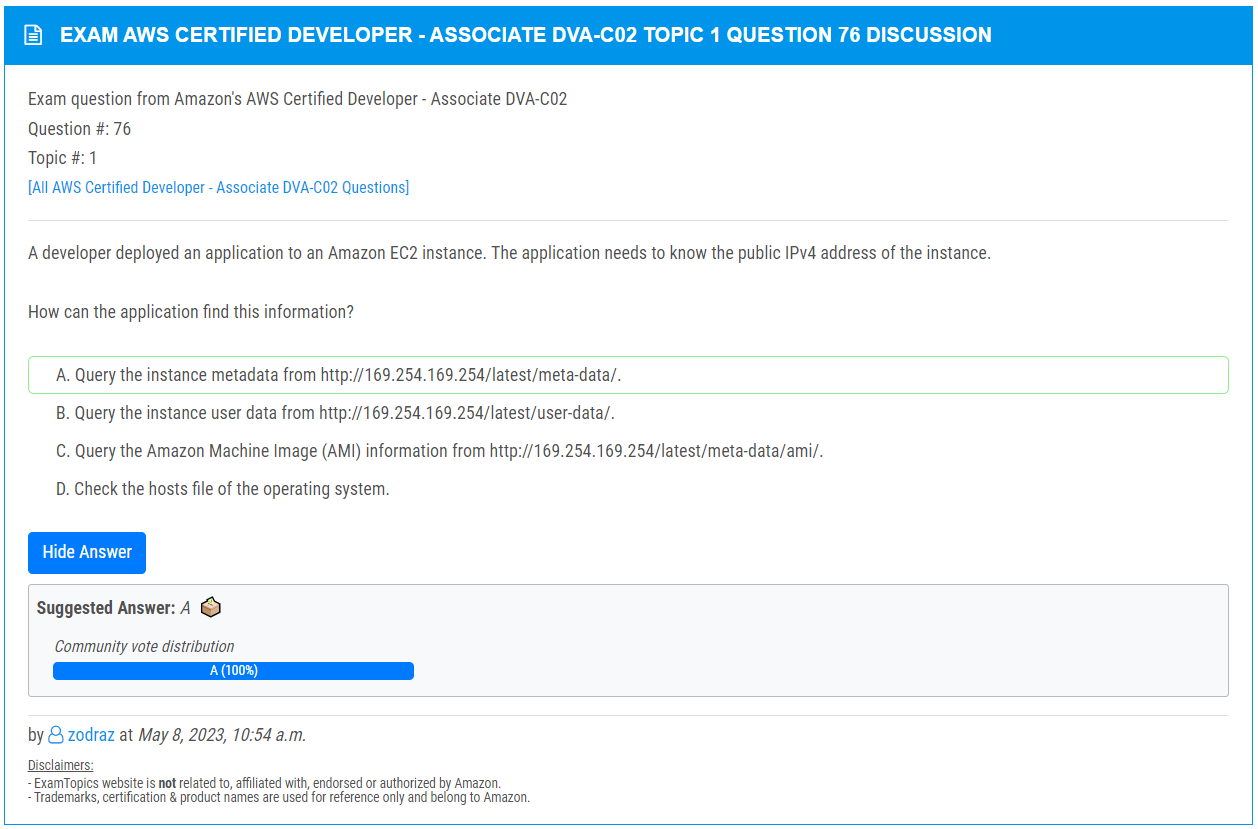 EXAM AWS CERTIFIED DEVELOPER - ASSOCIATE DVA-C02 TOPIC 1 QUESTION 76 DISCUSSION
Exam question from Amazon's AWS Certified Developer - Associate DVA-C02
Question #: 76
Topic #: 1
[All AWS Certified Developer - Associate DVA-C02 Questions]
A developer deployed an application to an Amazon EC2 instance. The application needs to know the public IPv4 address of the instance.
How can the application find this information?
A. Query the instance metadata from http://169.254.169.254/latest/meta-data/.
B. Query the instance user data from http://169.254.169.254/latest/user-data/.
C. Query the Amazon Machine Image (AMI) information from http://169.254.169.254/latest/meta-data/ami/.
D. Check the hosts file of the operating system.
Hide Answer
Suggested Answer: A
Community vote distribution
A (100%)
by zodraz at May 8, 2023, 10:54 a.m.
Disclaimers:
- ExamTopics website is not related to, affiliated with, endorsed or authorized by Amazon.
- Trademarks, certification & product names are used for reference only and belong to Amazon.